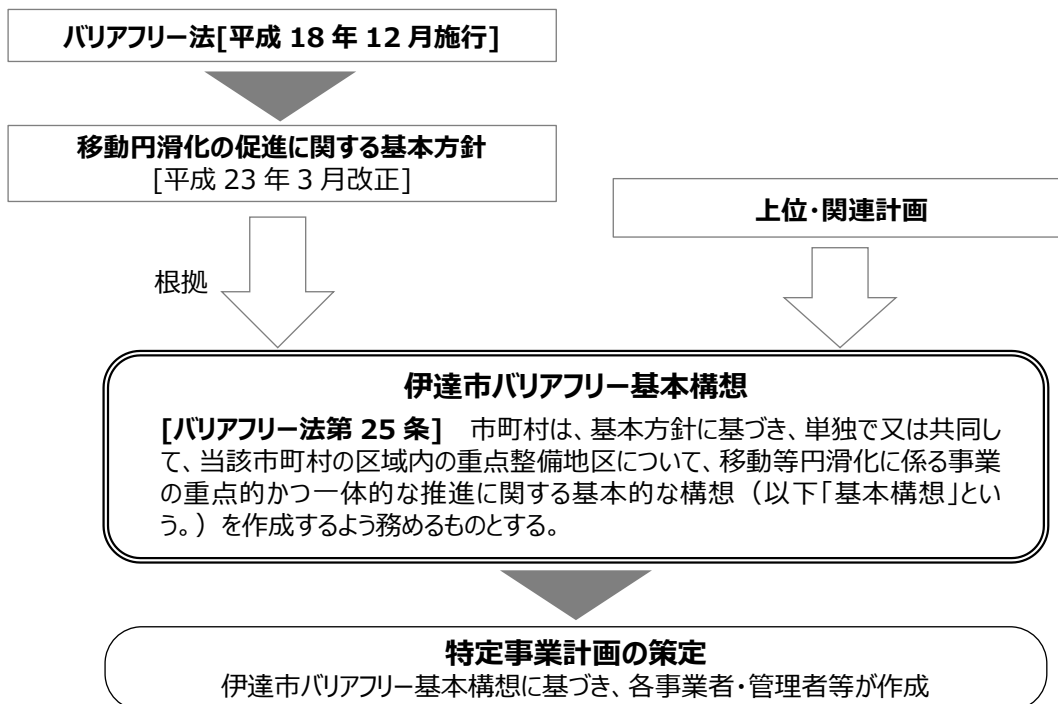 バリアフリー法[平成 18 年 12 月施行]
移動円滑化の促進に関する基本方針
[平成 23 年 3 月改正]
上位・関連計画
根拠
伊達市バリアフリー基本構想
[バリアフリー法第 25 条]　市町村は、基本方針に基づき、単独で又は共同し
て、当該市町村の区域内の重点整備地区について、移動等円滑化に係る事業
の重点的かつ一体的な推進に関する基本的な構想（以下「基本構想」とい
う。）を作成するよう務めるものとする。
特定事業計画の策定
伊達市バリアフリー基本構想に基づき、各事業者・管理者等が作成